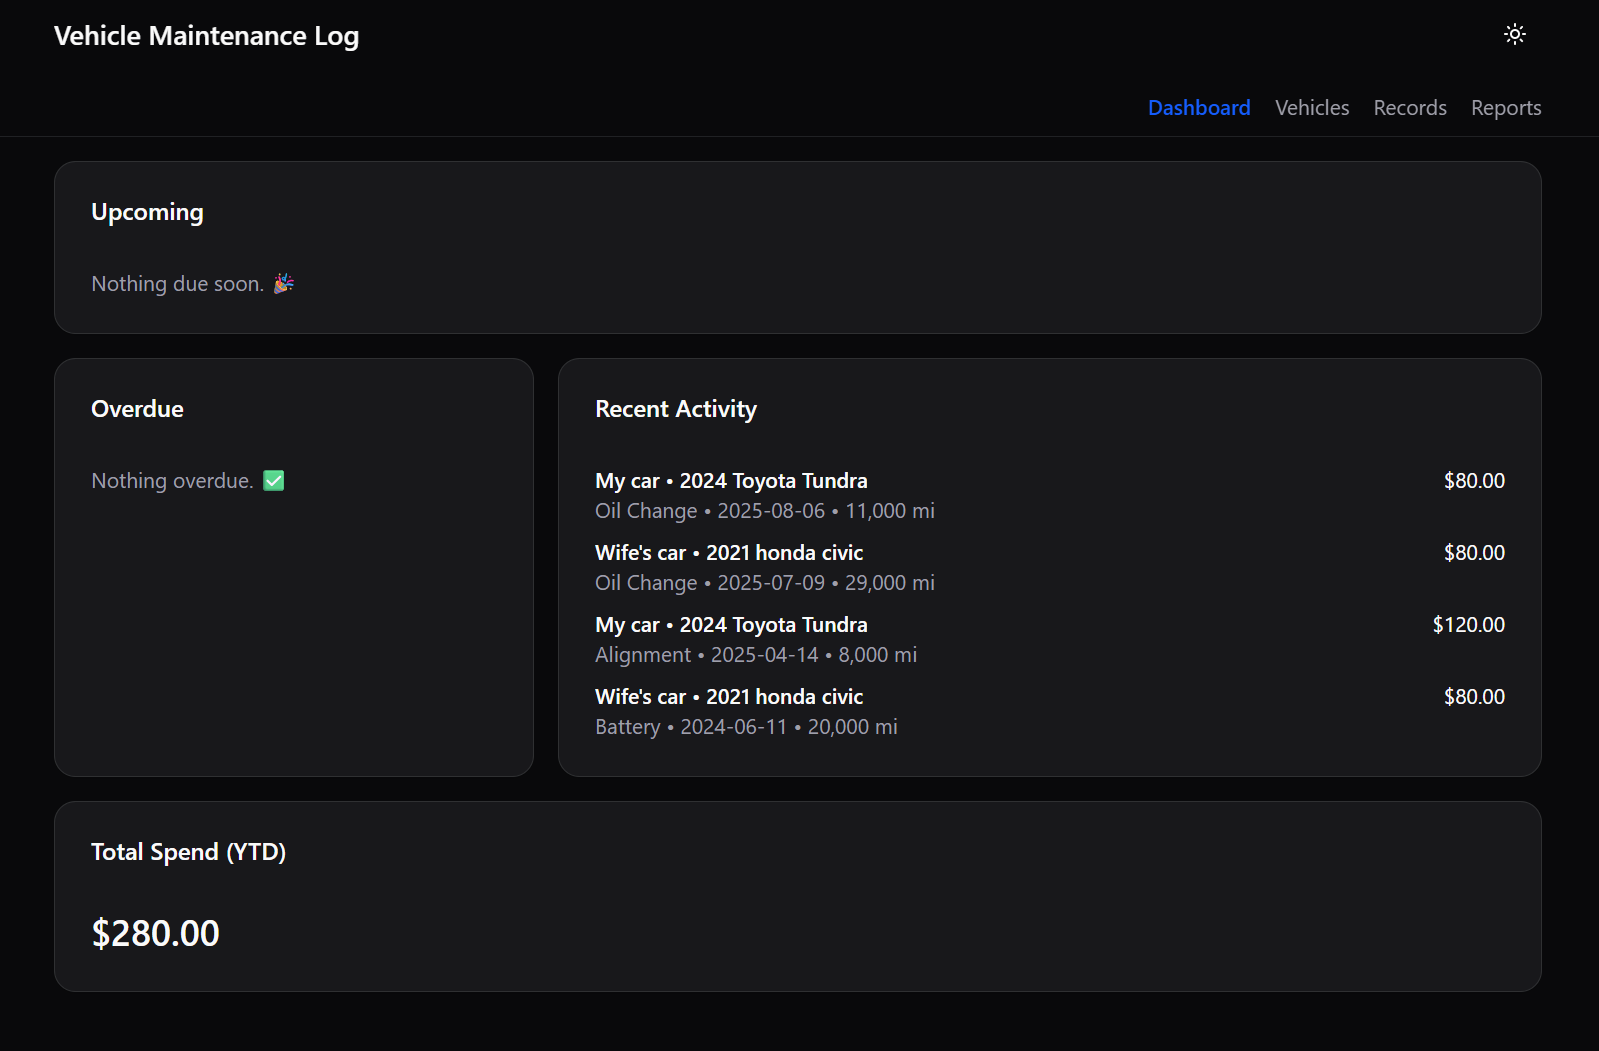 Vehicle Maintenance Log
Dashboard Vehicles Records Reports
Upcoming
Nothing due soon. 🎉
Overdue
Nothing overdue. ✅
Recent Activity
My car • 2024 Toyota Tundra $80.00
Oil Change • 2025-08-06 • 11,000 mi
Wife's car • 2021 honda civic $80.00
Oil Change • 2025-07-09 • 29,000 mi
My car • 2024 Toyota Tundra $120.00
Alignment • 2025-04-14 • 8,000 mi
Wife's car • 2021 honda civic $80.00
Battery • 2024-06-11 • 20,000 mi
Total Spend (YTD)
$280.00